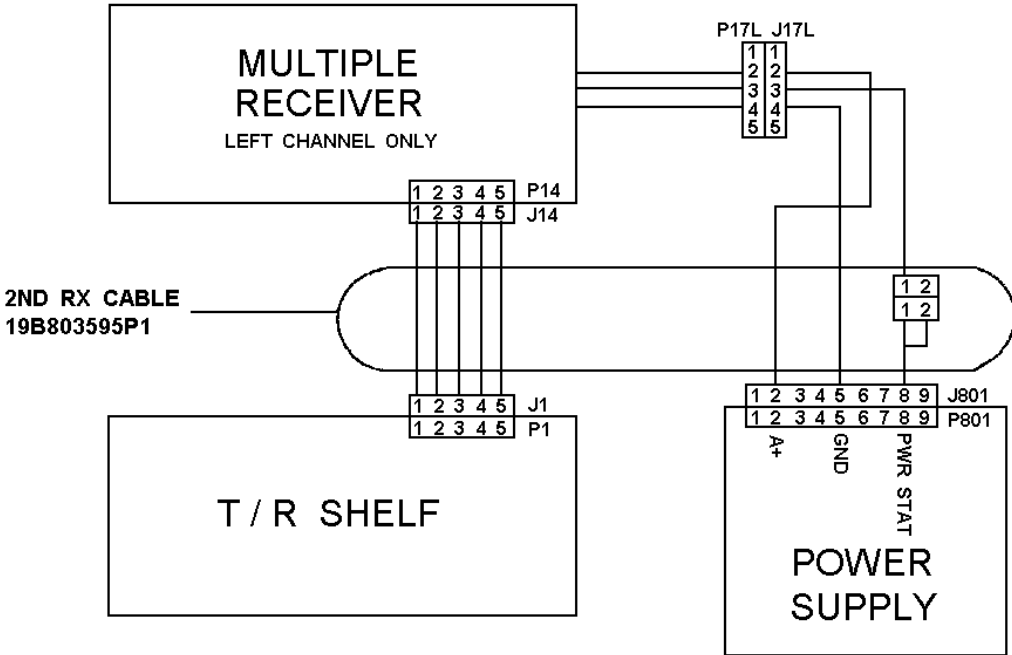 P17L J17L
1 1
2 2
3 3
4 4
5 5
MULTIPLE
RECEIVER
LEFT CHANNEL ONLY
1 2 3 4 5 P14
1 2 3 4 5 J14
2ND RX CABLE
19B803595P1
1 2
1 2
1 2 3 4 5 J1
1 2 3 4 5 P1
1 2 3 4 5 6 7 8 9 J801
1 2 3 4 5 6 7 8 9 P801
A+
GND
PWR STAT
T / R SHELF
POWER
SUPPLY